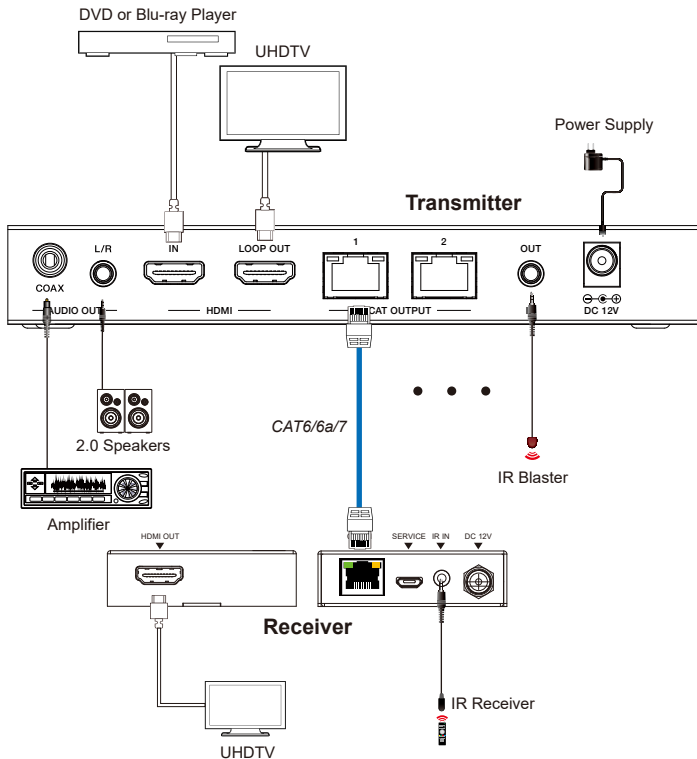 DVD or Blu-ray Player
UHDTV
Power Supply
Transmitter
L/R
IN
LOOP OUT
1
2
OUT
COAX
AUDIO OUT
HDMI
CAT OUTPUT
DC 12V
CAT6/6a/7
2.0 Speakers
IR Blaster
Amplifier
HDMI OUT
SERVICE
IR IN
DC 12V
Receiver
IR Receiver
UHDTV